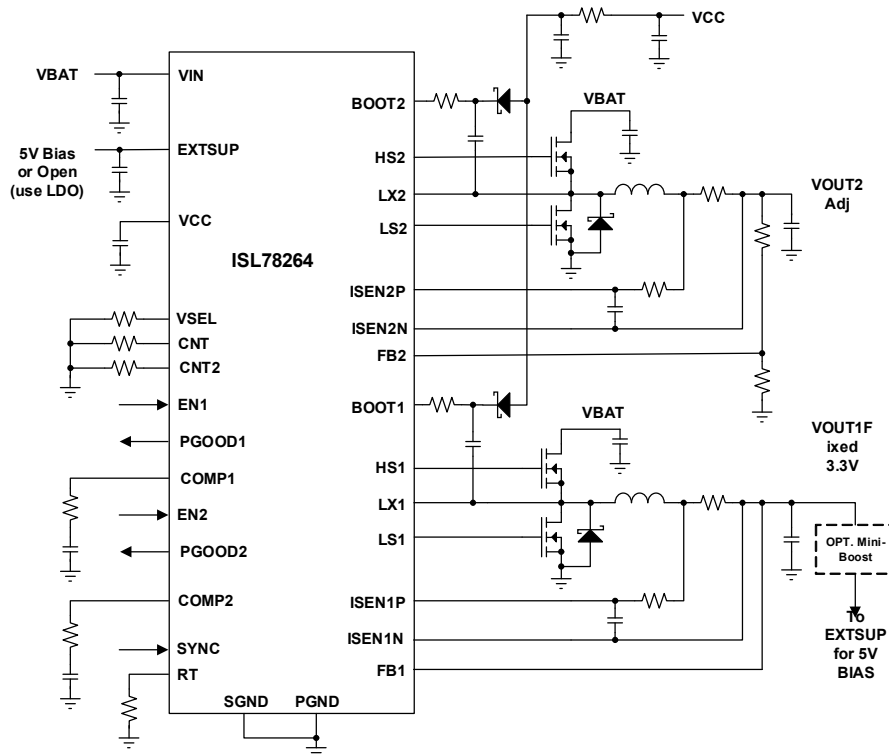 VCC
VBAT
VIN
5V Bias
or Open
(use LDO)
EXTSUP
VCC
ISL78264
VSEL
CNT
CNT2
EN1
PGOOD1
COMP1
EN2
PGOOD2
COMP2
SYNC
RT
SGND
PGND
BOOT2
VBAT
HS2
LX2
LS2
VOUT2
Adj
ISEN2P
ISEN2N
FB2
BOOT1
VBAT
HS1
LX1
LS1
VOUT1F
ixed
3.3V
OPT. Mini-
Boost
ISEN1P
ISEN1N
FB1
To
EXTSUP
for 5V
BIAS